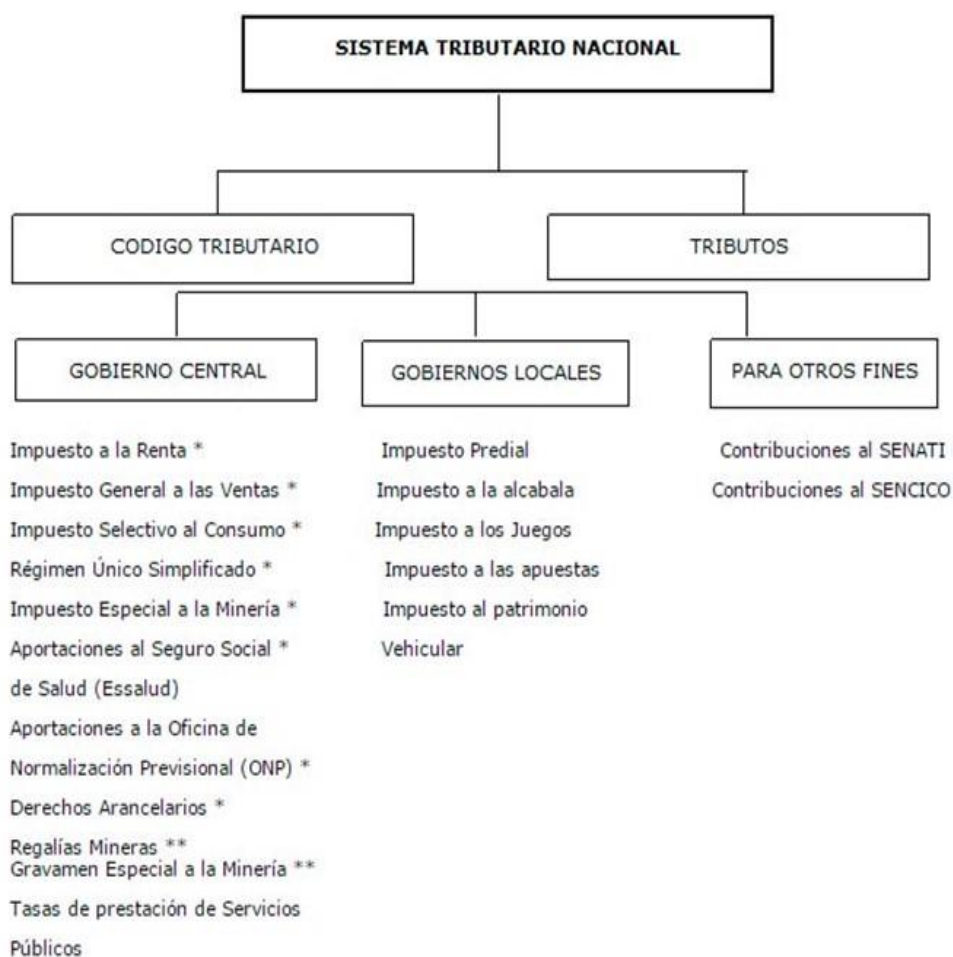 SISTEMA TRIBUTARIO NACIONAL
CODIGO TRIBUTARIO
TRIBUTOS
GOBIERNO CENTRAL
GOBIERNOS LOCALES
PARA OTROS FINES
Impuesto a la Renta *
Impuesto General a las Ventas *
Impuesto Selectivo al Consumo *
Régimen Único Simplificado *
Impuesto Especial a la Minería *
Aportaciones al Seguro Social *
de Salud (Essalud)
Aportaciones a la Oficina de
Normalización Previsional (ONP) *
Derechos Arancelarios *
Regalías Mineras **
Gravamen Especial a la Minería **
Tasas de prestación de Servicios
Públicos
Impuesto Predial
Impuesto a la alcabala
Impuesto a los Juegos
Impuesto a las apuestas
Impuesto al patrimonio
Vehicular
Contribuciones al SENATI
Contribuciones al SENCICO